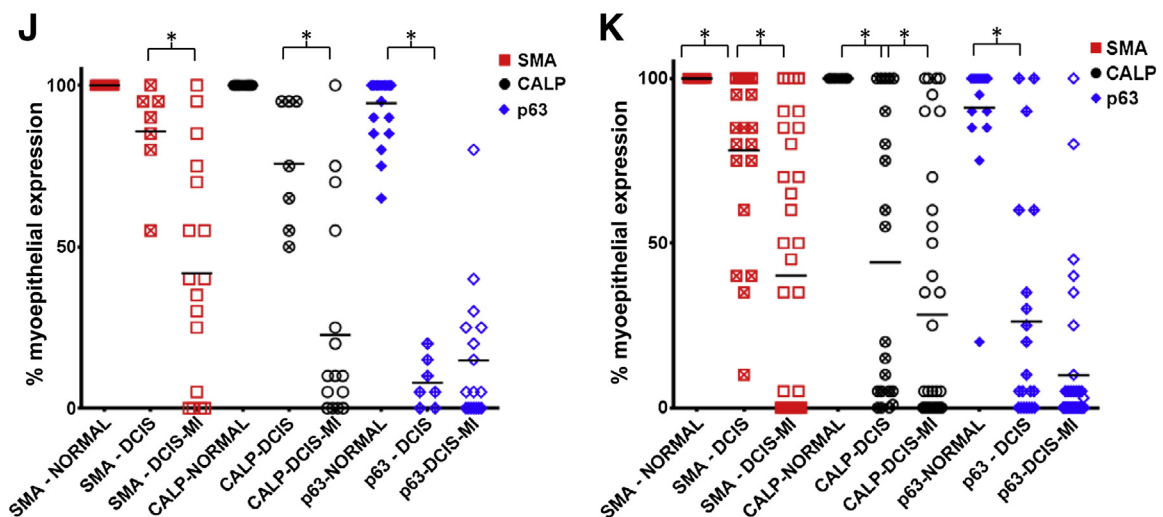 J
* * *
SMA
CALP
p63
% myoepithelial expression
100
50
0
SMA - NORMAL
SMA - DCIS
SMA - DCIS-MI
CALP-NORMAL
CALP-DCIS
CALP-DCIS-MI
p63-NORMAL
p63 - DCIS
p63-DCIS-MI
K
* * * * *
SMA
CALP
p63
% myoepithelial expression
100
50
0
SMA - NORMAL
SMA - DCIS
SMA - DCIS-MI
CALP-NORMAL
CALP-DCIS
CALP-DCIS-MI
p63-NORMAL
p63 - DCIS
p63-DCIS-MI